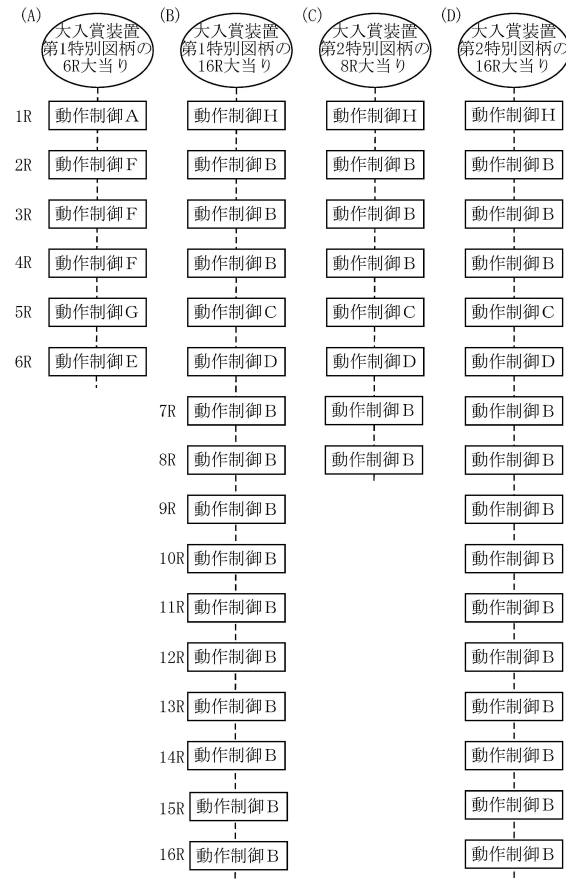 (A)
大入賞装置
第1特別図柄の
6R大当り
(B)
大入賞装置
第1特別図柄の
16R大当り
(C)
大入賞装置
第2特別図柄の
8R大当り
(D)
大入賞装置
第2特別図柄の
16R大当り
1R 動作制御A 動作制御H 動作制御H 動作制御H
2R 動作制御F 動作制御B 動作制御B 動作制御B
3R 動作制御F 動作制御B 動作制御B 動作制御B
4R 動作制御F 動作制御B 動作制御B 動作制御B
5R 動作制御G 動作制御C 動作制御C 動作制御C
6R 動作制御E 動作制御D 動作制御D 動作制御D
7R 動作制御B 動作制御B 動作制御B
8R 動作制御B 動作制御B 動作制御B
9R 動作制御B 動作制御B
10R 動作制御B 動作制御B
11R 動作制御B 動作制御B
12R 動作制御B 動作制御B
13R 動作制御B 動作制御B
14R 動作制御B 動作制御B
15R 動作制御B 動作制御B
16R 動作制御B 動作制御B